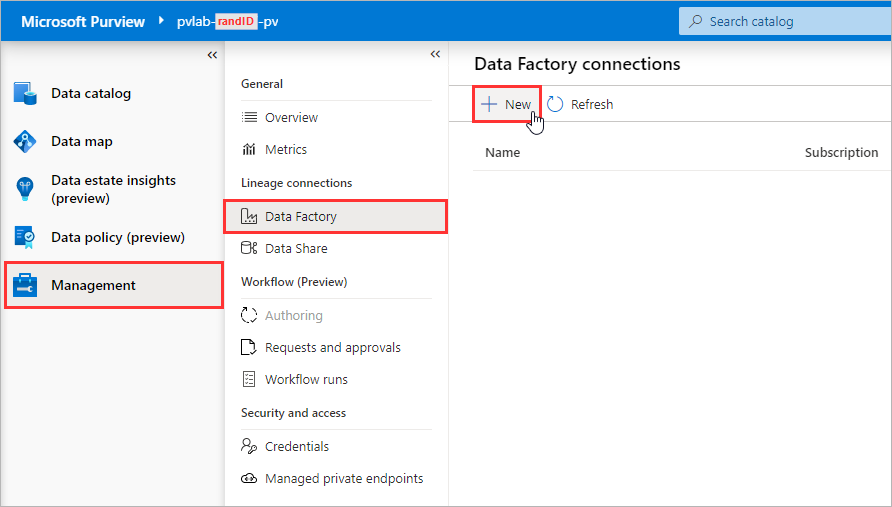 Microsoft Purview pvlab-randID-pv Search catalog
Data catalog
Data map
Data estate insights
(preview)
Data policy (preview)
Management
General
Overview
Metrics
Lineage connections
Data Factory
Data Share
Workflow (Preview)
Authoring
Requests and approvals
Workflow runs
Security and access
Credentials
Managed private endpoints
Data Factory connections
New Refresh
Name Subscription